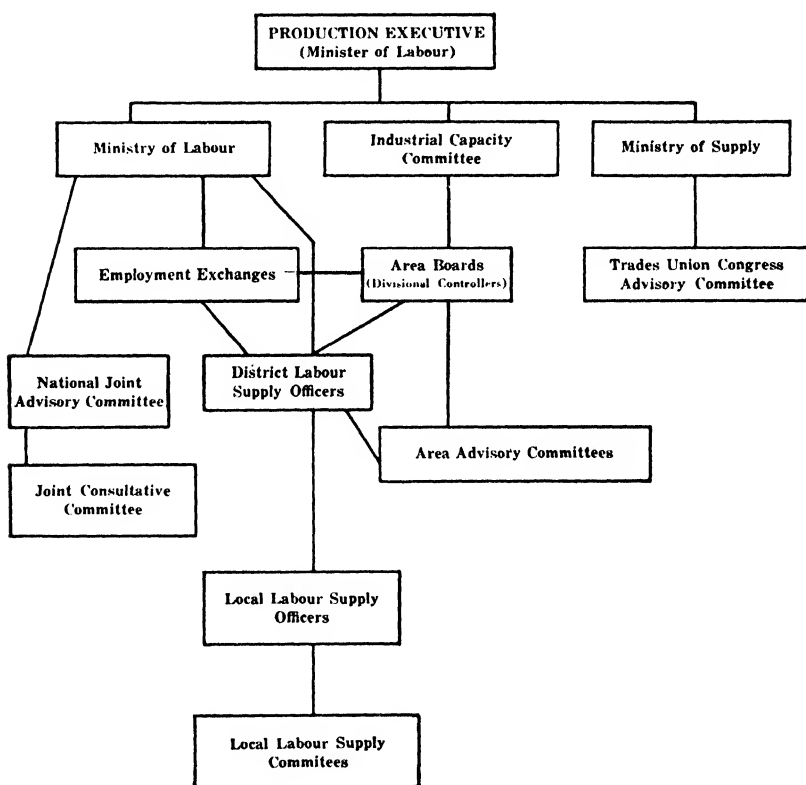 PRODUCTION EXECUTIVE
(Minister of Labour)
Ministry of Labour
Industrial Capacity
Committee
Ministry of Supply
Employment Exchanges
Area Boards
(Divisional Controllers)
Trades Union Congress
Advisory Committee
National Joint
Advisory Committee
District Labour
Supply Officers
Area Advisory Committees
Joint Consultative
Committee
Local Labour Supply
Officers
Local Labour Supply
Commitees